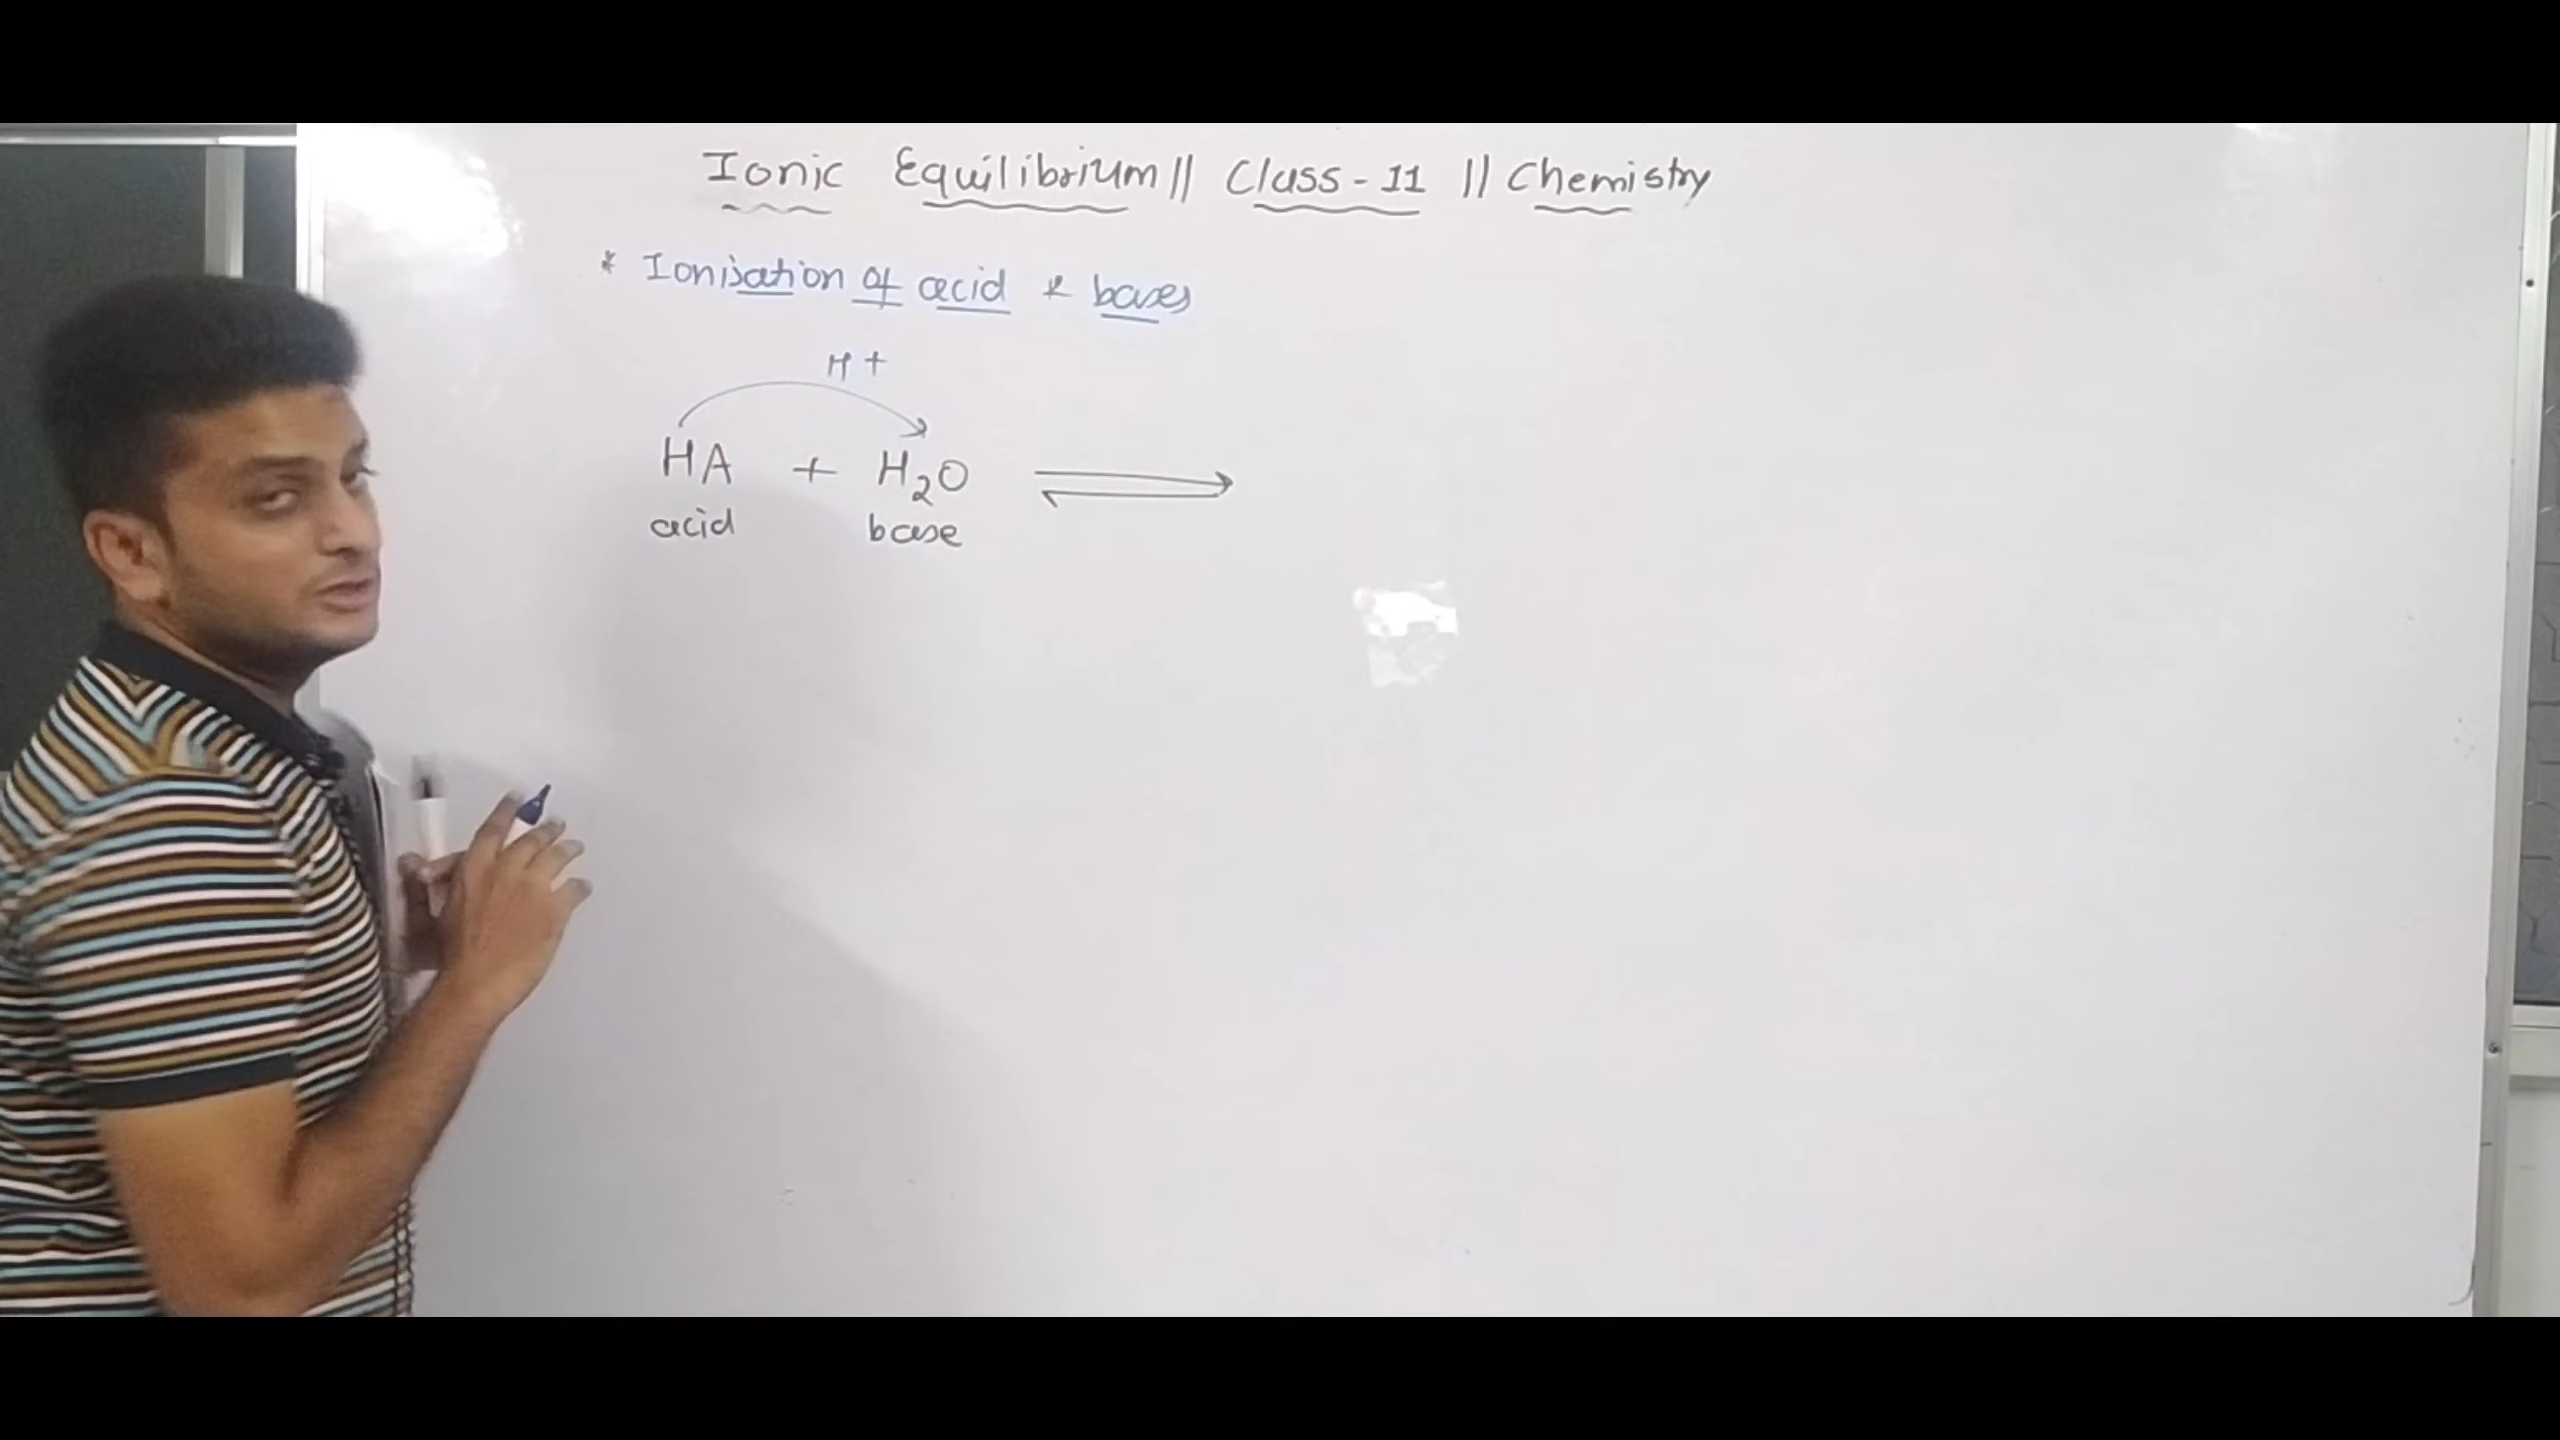 Ionic Equilibrium || Class - 11 || Chemistry
* Ionisation of acid & bases
H+
HA + H₂O ⇌
acid base